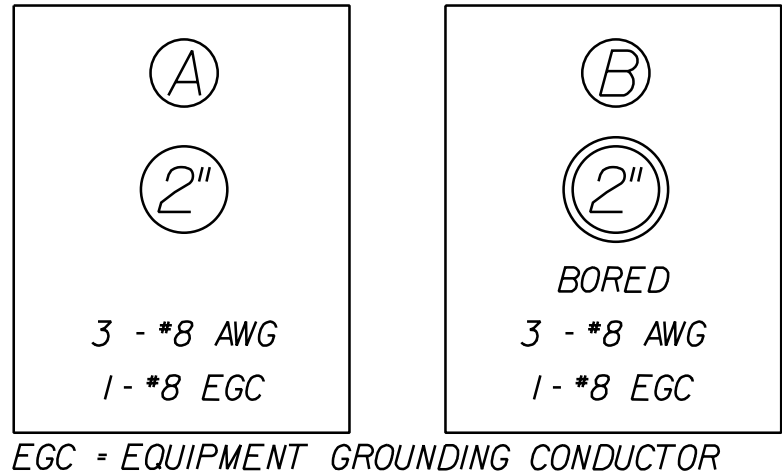 A
2"
3 - #8 AWG
1 - #8 EGC
B
2"
BORED
3 - #8 AWG
1 - #8 EGC
EGC = EQUIPMENT GROUNDING CONDUCTOR